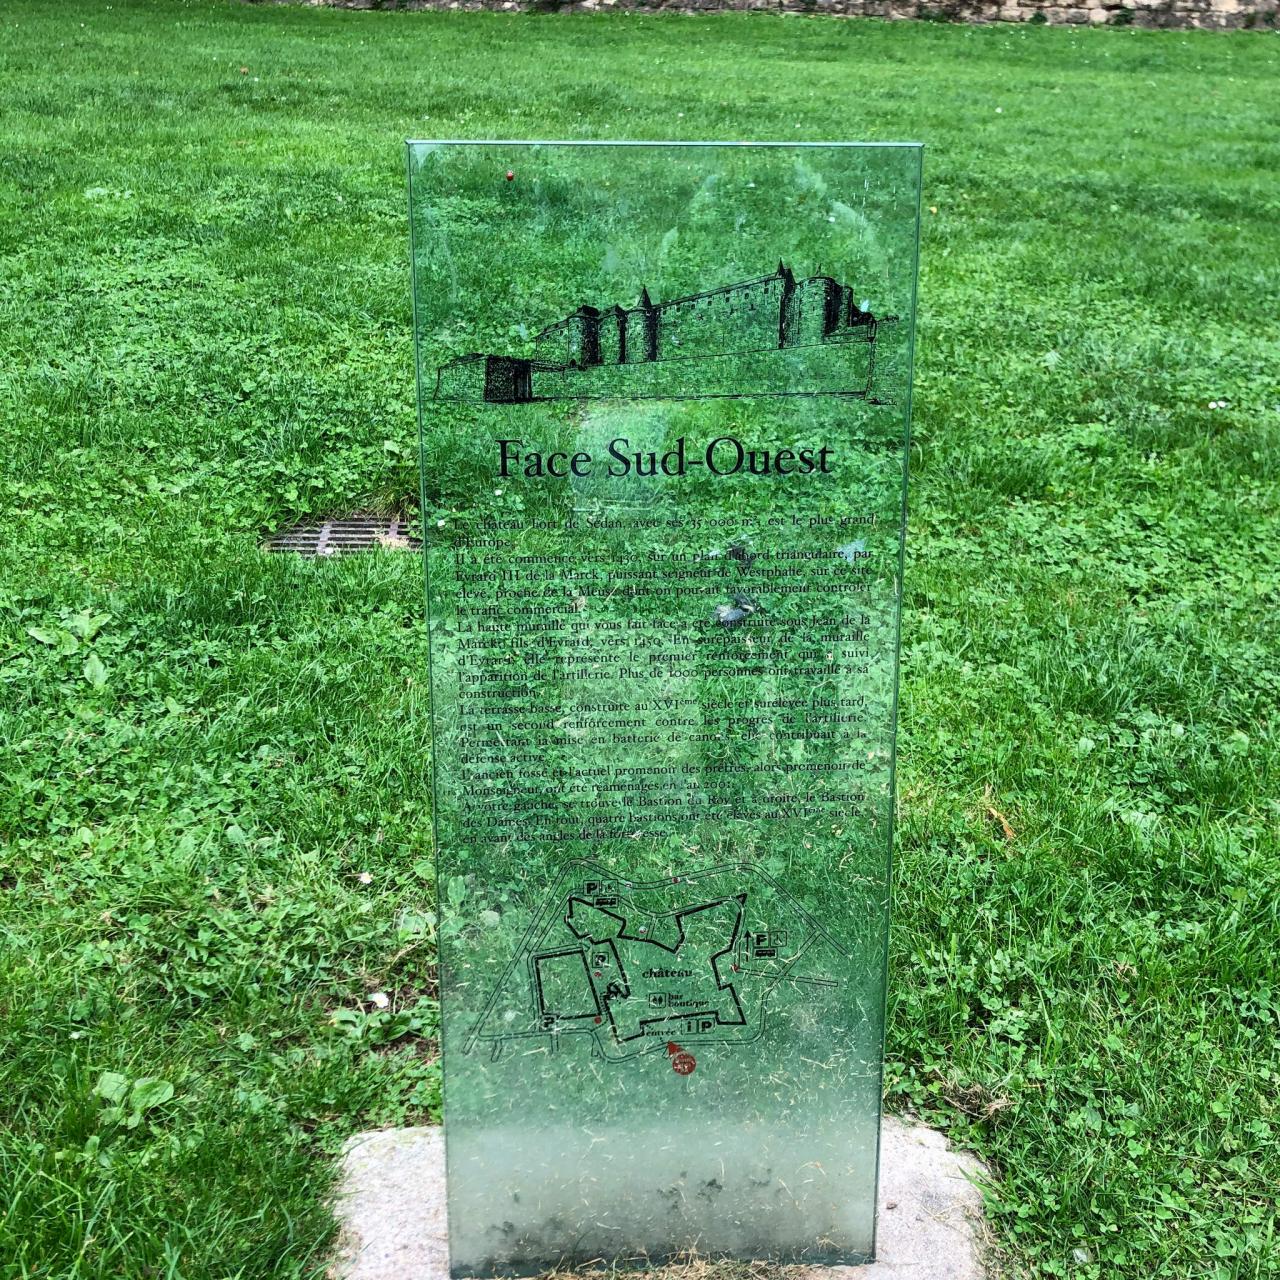 Face Sud-Ouest
Le château fort de Sedan, avec ses 35 000 m² est le plus grand
d'Europe.
Il a été commencé vers 1430, sur un plan d'abord triangulaire, par
Evrard III de la Marck, puissant seigneur de Westphalie, sur ce site
élevé, proche de la Meuse dont on pouvait favorablement contrôler
le trafic commercial.
La haute muraille qui vous fait face a été construite sous Jean de la
Marck, fils d'Evrard, vers 1450. En surépaisseur de la muraille
d'Evrard, elle représente le premier renforcement qui a suivi
l'apparition de l'artillerie. Plus de 1000 personnes ont travaillé à sa
construction.
La terrasse basse, construite au XVIème siècle et surélevée plus tard,
est un second renforcement contre les progrès de l'artillerie.
Permettant la mise en batterie de canons, elle contribuait à la
défense active.
L'ancien fossé et l'actuel promenoir des prêtres, alors promenoir de
Monseigneur, ont été réaménagés en l'an 2001.
A votre gauche, se trouve le Bastion du Roy et à droite, le Bastion
des Dames. En tout, quatre bastions ont été élevés au XVIème siècle
en avant des angles de la forteresse.
P
P
P
château
bar
boutique
P
entrée i P